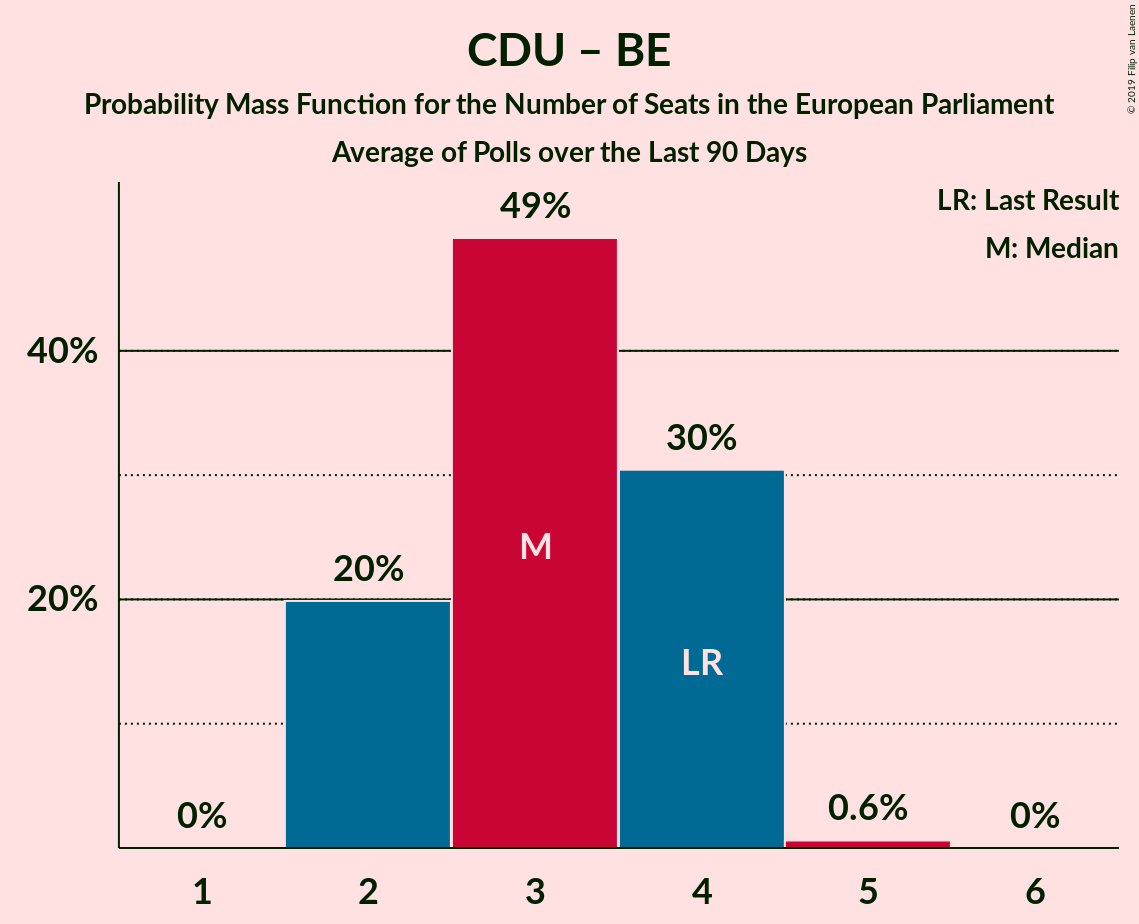 CDU – BE
Probability Mass Function for the Number of Seats in the European Parliament
Average of Polls over the Last 90 Days
© 2019 Filip van Laenen
LR: Last Result
M: Median
49%
40%
30%
M
20%
20%
LR
0%
0.6%
0%
1 2 3 4 5 6